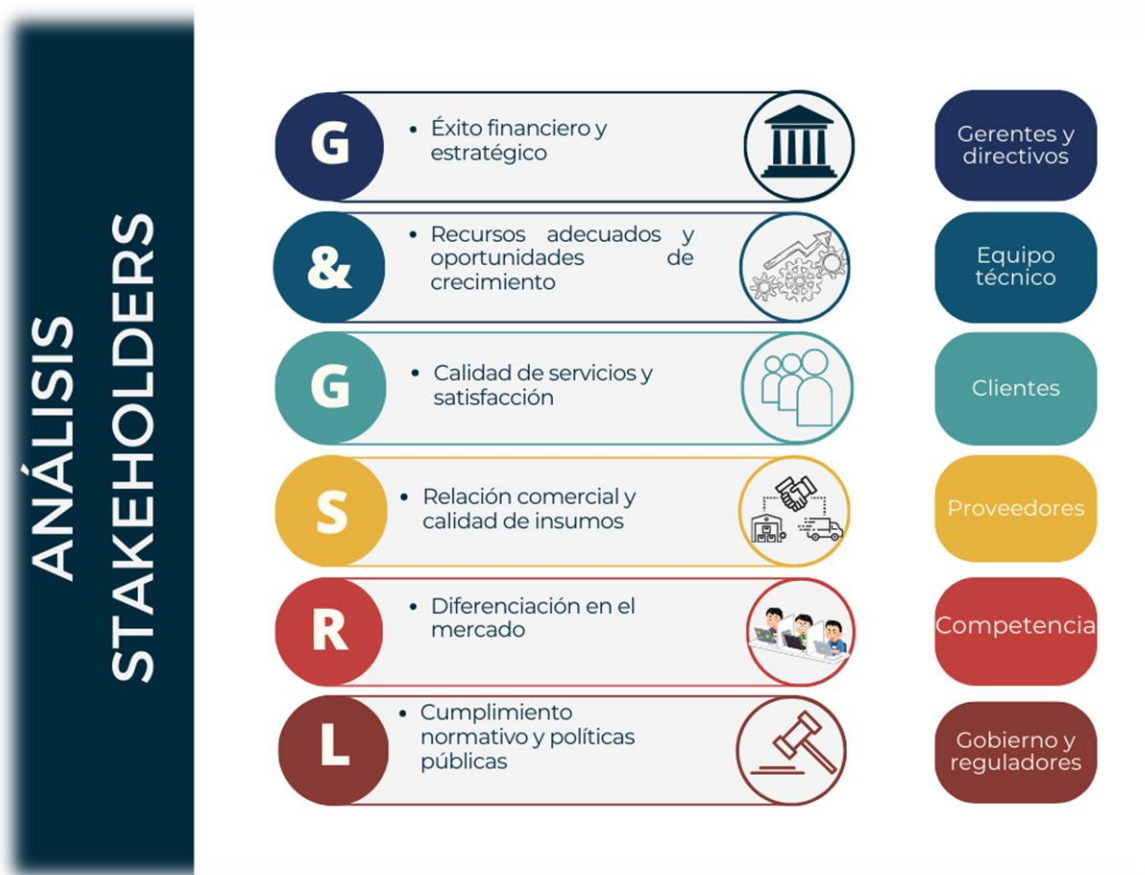 ANÁLISIS
STAKEHOLDERS
G
• Éxito financiero y
estratégico
Gerentes y
directivos
&
• Recursos adecuados y
oportunidades de
crecimiento
Equipo
técnico
G
• Calidad de servicios y
satisfacción
Clientes
S
• Relación comercial y
calidad de insumos
Proveedores
R
• Diferenciación en el
mercado
Competencia
L
• Cumplimiento
normativo y políticas
públicas
Gobierno y
reguladores